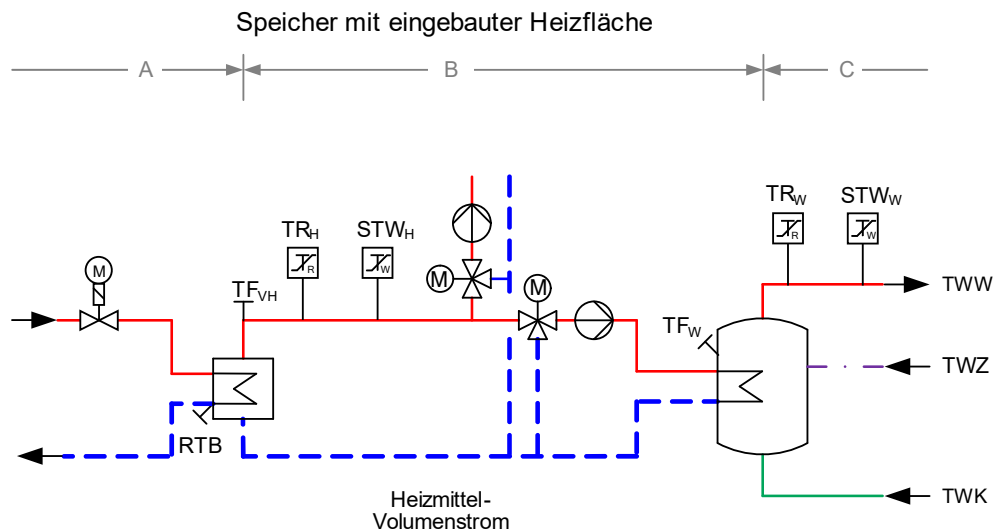 Speicher mit eingebauter Heizfläche
A B C
TRH STWH TRW STWW
R W R W
M M M
TFVH TFW
TWW
TWZ
RTB
TWK
Heizmittel-
Volumenstrom